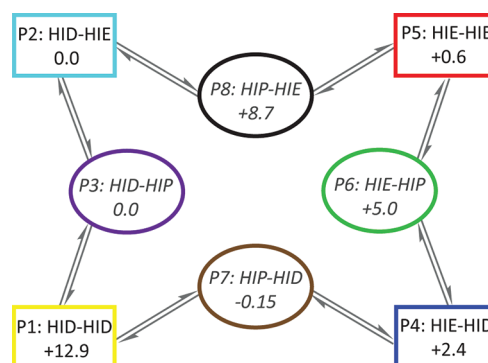 P2: HID-HIE
0.0
P5: HIE-HIE
+0.6
P8: HIP-HIE
+8.7
P3: HID-HIP
0.0
P6: HIE-HIP
+5.0
P7: HIP-HID
-0.15
P1: HID-HID
+12.9
P4: HIE-HID
+2.4